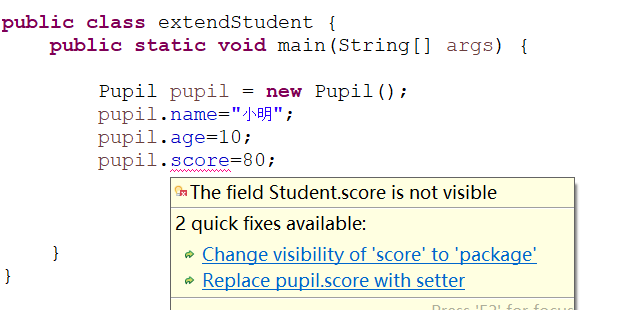 public class extendStudent {
public static void main(String[] args) {
Pupil pupil = new Pupil();
pupil.name="小明";
pupil.age=10;
pupil.score=80;
The field Student.score is not visible
2 quick fixes available:
Change visibility of 'score' to 'package'
Replace pupil.score with setter
Press 'F2' for focus
}
}